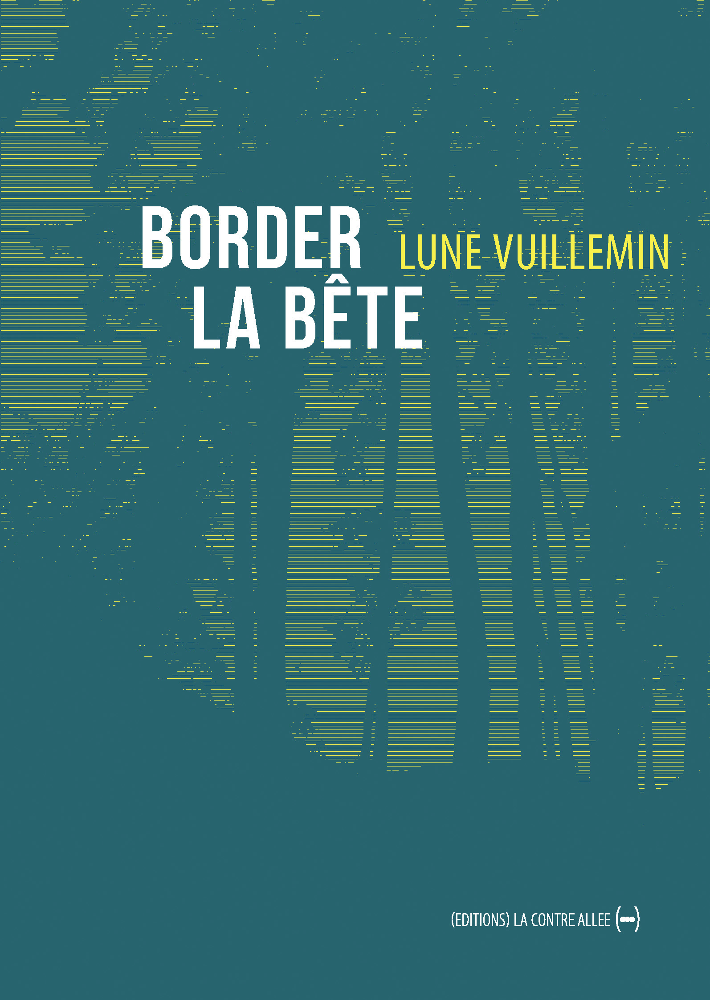 BORDER
LA BÊTE
LUNE VUILLEMIN
(EDITIONS) LA CONTRE ALLEE (•••)